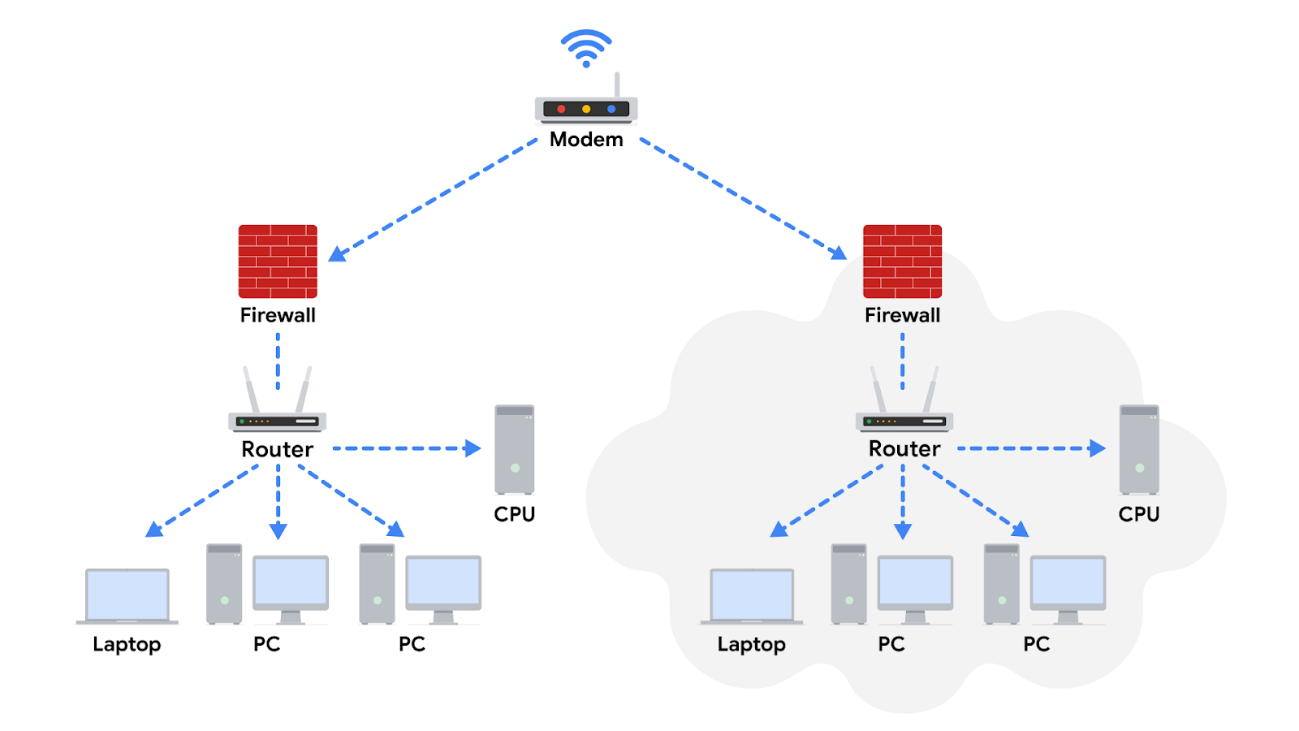 Modem
Firewall
Firewall
Router
Router
CPU
CPU
Laptop
PC
PC
Laptop
PC
PC